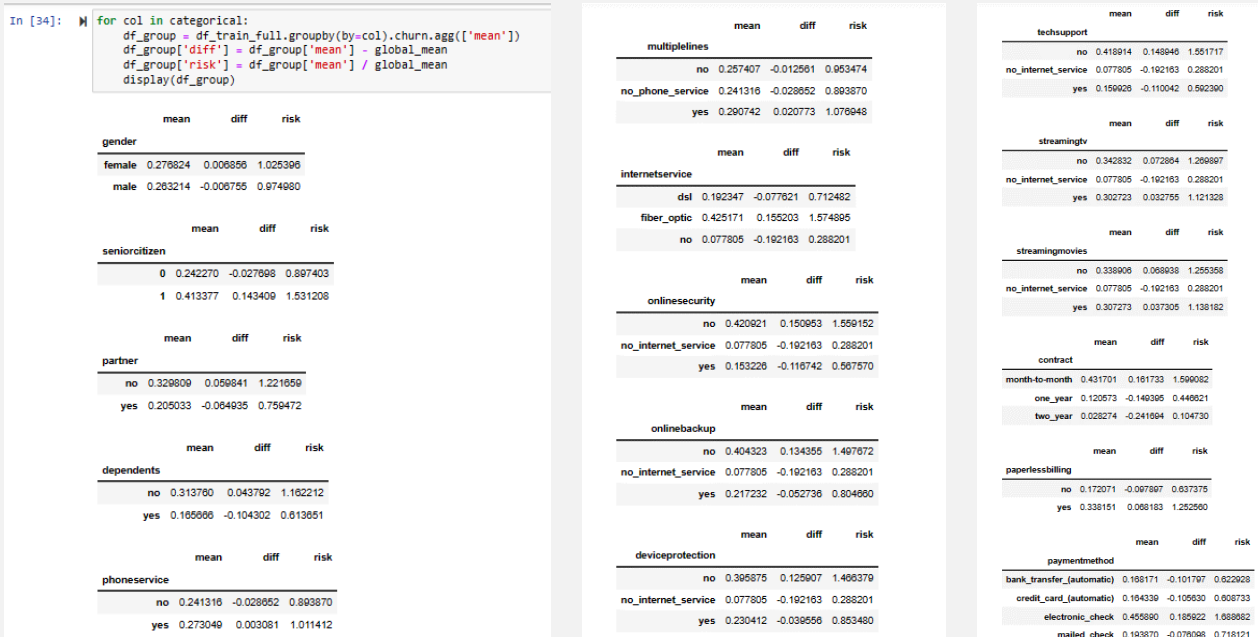 In [34]:
for col in categorical:
df_group = df_train_full.groupby(by=col).churn.agg(['mean'])
df_group['diff'] = df_group['mean'] - global_mean
df_group['risk'] = df_group['mean'] / global_mean
display(df_group)
mean diff risk
gender
female 0.276824 0.006856 1.025396
male 0.263214 -0.006755 0.974980
mean diff risk
seniorcitizen
0 0.242270 -0.027698 0.897403
1 0.413377 0.143409 1.531208
mean diff risk
partner
no 0.329809 0.059841 1.221659
yes 0.205033 -0.064935 0.759472
mean diff risk
dependents
no 0.313760 0.043792 1.162212
yes 0.165666 -0.104302 0.613651
mean diff risk
phoneservice
no 0.241316 -0.028652 0.893870
yes 0.273049 0.003081 1.011412
mean diff risk
multiplelines
no 0.257407 -0.012561 0.953474
no_phone_service 0.241316 -0.028652 0.893870
yes 0.290742 0.020773 1.076948
mean diff risk
internetservice
dsl 0.192347 -0.077621 0.712482
fiber_optic 0.425171 0.155203 1.574895
no 0.077805 -0.192163 0.288201
mean diff risk
onlinesecurity
no 0.420921 0.150953 1.559152
no_internet_service 0.077805 -0.192163 0.288201
yes 0.153226 -0.116742 0.567570
mean diff risk
onlinebackup
no 0.404323 0.134355 1.497672
no_internet_service 0.077805 -0.192163 0.288201
yes 0.217232 -0.052736 0.804660
mean diff risk
deviceprotection
no 0.395875 0.125907 1.466379
no_internet_service 0.077805 -0.192163 0.288201
yes 0.230412 -0.039556 0.853480
mean diff risk
techsupport
no 0.418914 0.148946 1.551717
no_internet_service 0.077805 -0.192163 0.288201
yes 0.159926 -0.110042 0.592390
mean diff risk
streamingtv
no 0.342832 0.072864 1.269897
no_internet_service 0.077805 -0.192163 0.288201
yes 0.302723 0.032755 1.121328
mean diff risk
streamingmovies
no 0.338906 0.068938 1.255358
no_internet_service 0.077805 -0.192163 0.288201
yes 0.307273 0.037305 1.138182
mean diff risk
contract
month-to-month 0.431701 0.161733 1.599082
one_year 0.120573 -0.149395 0.446621
two_year 0.028274 -0.241694 0.104730
mean diff risk
paperlessbilling
no 0.172071 -0.097897 0.637375
yes 0.338151 0.068183 1.252560
mean diff risk
paymentmethod
bank_transfer_(automatic) 0.168171 -0.101797 0.622928
credit_card_(automatic) 0.164339 -0.105630 0.608733
electronic_check 0.455890 0.185922 1.688682
mailed_check 0.193870 -0.076098 0.718121